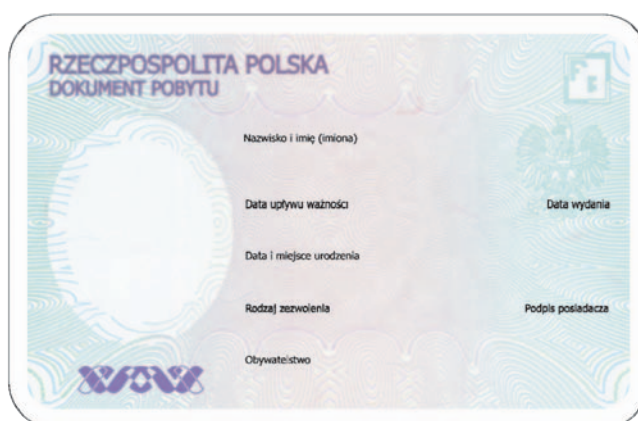 RZECZPOSPOLITA POLSKA
DOKUMENT POBYTU
Nazwisko i imię (imiona)
Data upływu ważności
Data wydania
Data i miejsce urodzenia
Rodzaj zezwolenia
Podpis posiadacza
Obywatelstwo